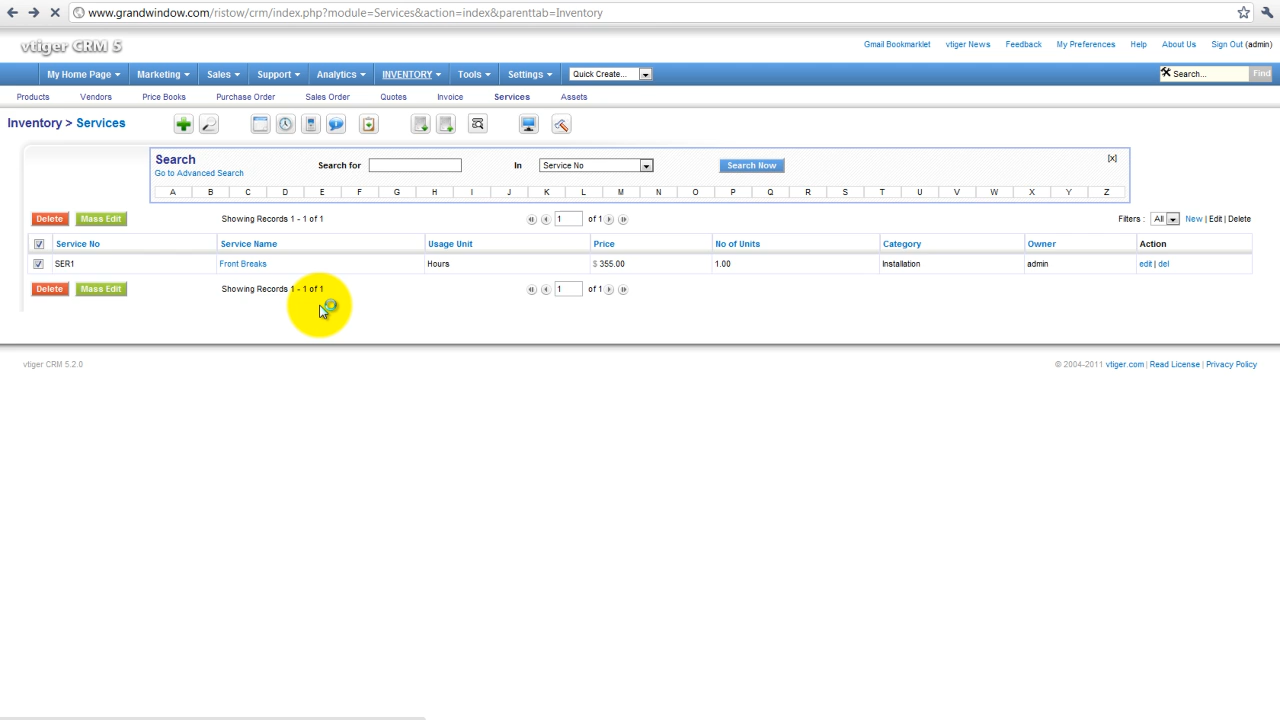 www.grandwindow.com/ristow/crm/index.php?module=Services&action=index&parenttab=Inventory
vtiger CRM 5
Gmail Bookmarklet vtiger News Feedback My Preferences Help About Us Sign Out (admin)
My Home Page Marketing Sales Support Analytics INVENTORY Tools Settings Quick Create... Search... Find
Products Vendors Price Books Purchase Order Sales Order Quotes Invoice Services Assets
Inventory > Services
Search
Go to Advanced Search
Search for In Service No Search Now [X]
A B C D E F G H I J K L M N O P Q R S T U V W X Y Z
Delete Mass Edit Showing Records 1 - 1 of 1 1 of 1 Filters : All New | Edit | Delete
Service No Service Name Usage Unit Price No of Units Category Owner Action
SER1 Front Breaks Hours $ 355.00 1.00 Installation admin edit | del
Delete Mass Edit Showing Records 1 - 1 of 1 1 of 1
vtiger CRM 5.2.0 © 2004-2011 vtiger.com | Read License | Privacy Policy